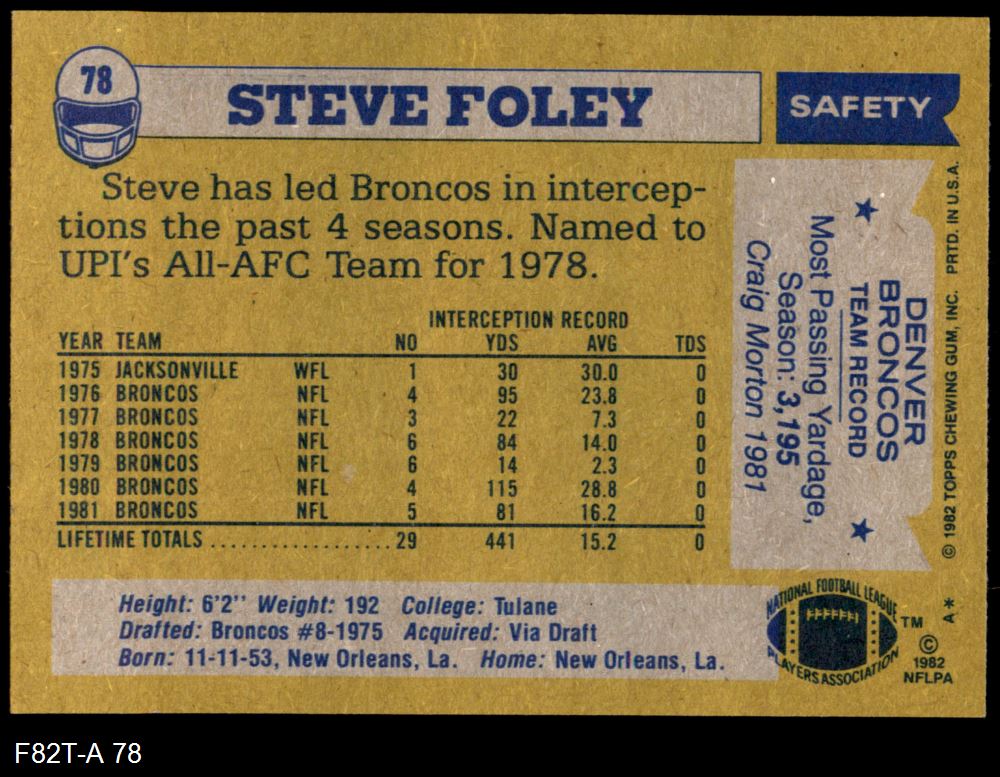 78
STEVE FOLEY
SAFETY
Steve has led Broncos in intercep-
tions the past 4 seasons. Named to
UPI's All-AFC Team for 1978.
INTERCEPTION RECORD
YEAR TEAM NO YDS AVG TDS
1975 JACKSONVILLE WFL 1 30 30.0 0
1976 BRONCOS NFL 4 95 23.8 0
1977 BRONCOS NFL 3 22 7.3 0
1978 BRONCOS NFL 6 84 14.0 0
1979 BRONCOS NFL 6 14 2.3 0
1980 BRONCOS NFL 4 115 28.8 0
1981 BRONCOS NFL 5 81 16.2 0
LIFETIME TOTALS .................. 29 441 15.2 0
DENVER
BRONCOS
TEAM RECORD
Most Passing Yardage,
Season: 3,195
Craig Morton 1981
© 1982 TOPPS CHEWING GUM, INC. PRTD. IN U.S.A.
A*
Height: 6'2" Weight: 192 College: Tulane
Drafted: Broncos #8-1975 Acquired: Via Draft
Born: 11-11-53, New Orleans, La. Home: New Orleans, La.
NATIONAL FOOTBALL LEAGUE
PLAYERS ASSOCIATION
TM
©
1982
NFLPA
F82T-A 78